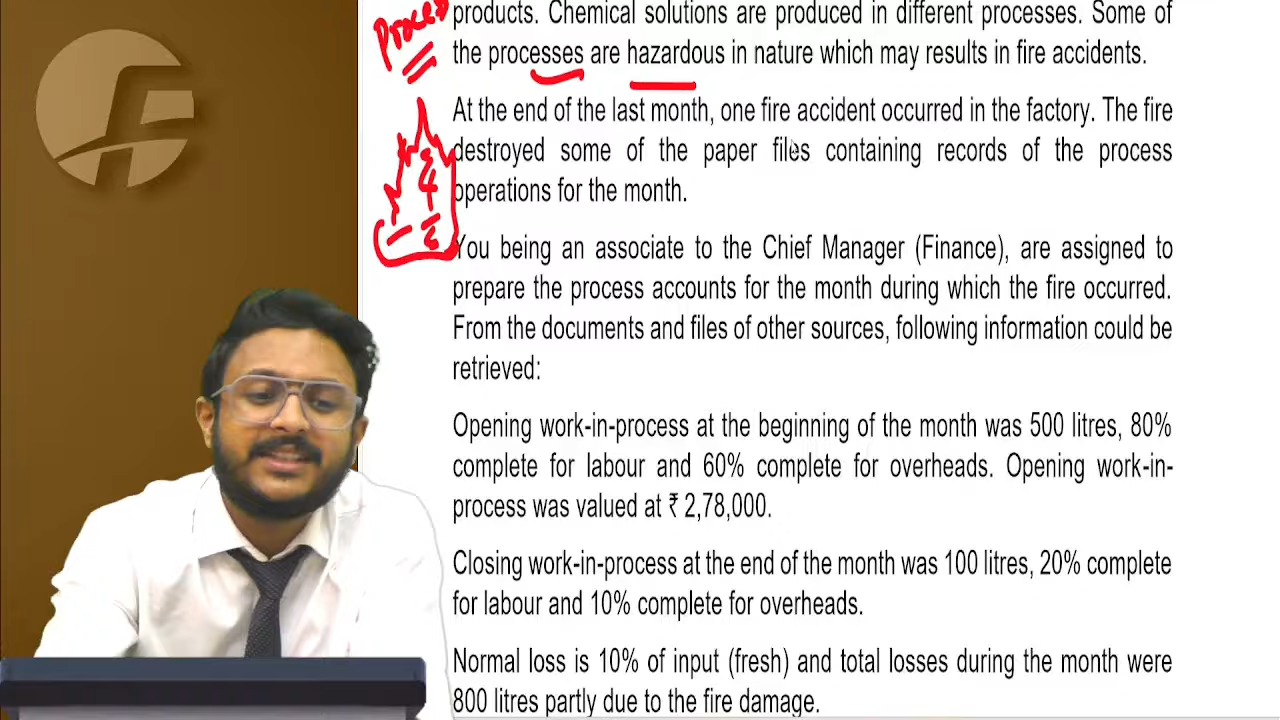 products. Chemical solutions are produced in different processes. Some of
the processes are hazardous in nature which may results in fire accidents.
At the end of the last month, one fire accident occurred in the factory. The fire
destroyed some of the paper files containing records of the process
operations for the month.
You being an associate to the Chief Manager (Finance), are assigned to
prepare the process accounts for the month during which the fire occurred.
From the documents and files of other sources, following information could be
retrieved:
Opening work-in-process at the beginning of the month was 500 litres, 80%
complete for labour and 60% complete for overheads. Opening work-in-
process was valued at ₹ 2,78,000.
Closing work-in-process at the end of the month was 100 litres, 20% complete
for labour and 10% complete for overheads.
Normal loss is 10% of input (fresh) and total losses during the month were
800 litres partly due to the fire damage.